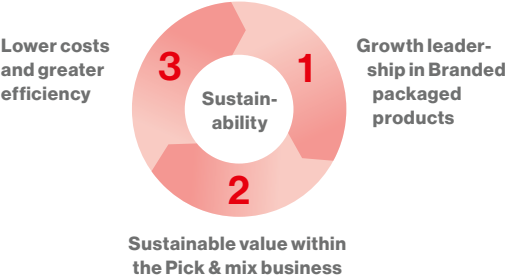 Lower costs
and greater
efficiency
3
Sustain-
ability
1
Growth leader-
ship in Branded
packaged
products
2
Sustainable value within
the Pick & mix business